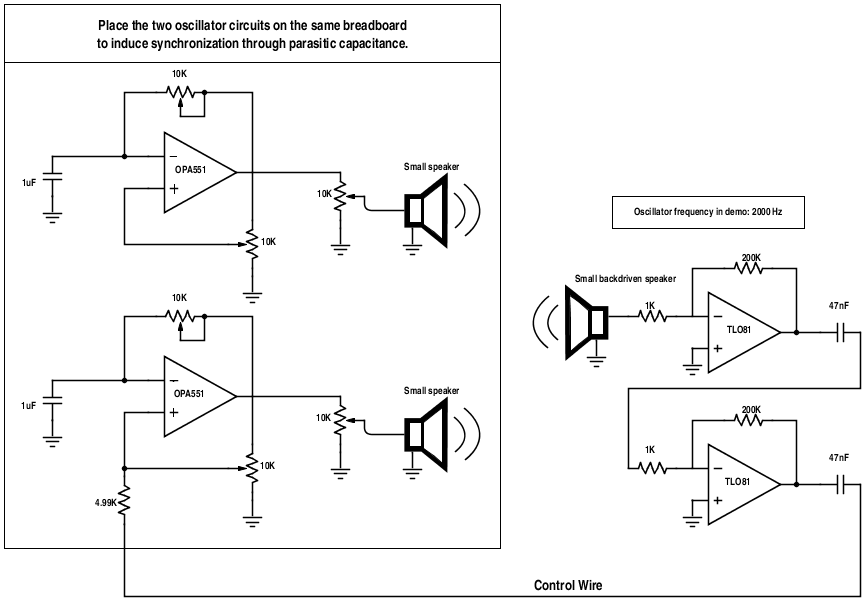 Place the two oscillator circuits on the same breadboard
to induce synchronization through parasitic capacitance.
10K
1uF
−
OPA551
+
10K
10K
Small speaker
10K
1uF
−
OPA551
+
10K
10K
Small speaker
4.99K
Oscillator frequency in demo: 2000 Hz
Small backdriven speaker
1K
200K
−
TLO81
+
47nF
1K
200K
−
TLO81
+
47nF
Control Wire